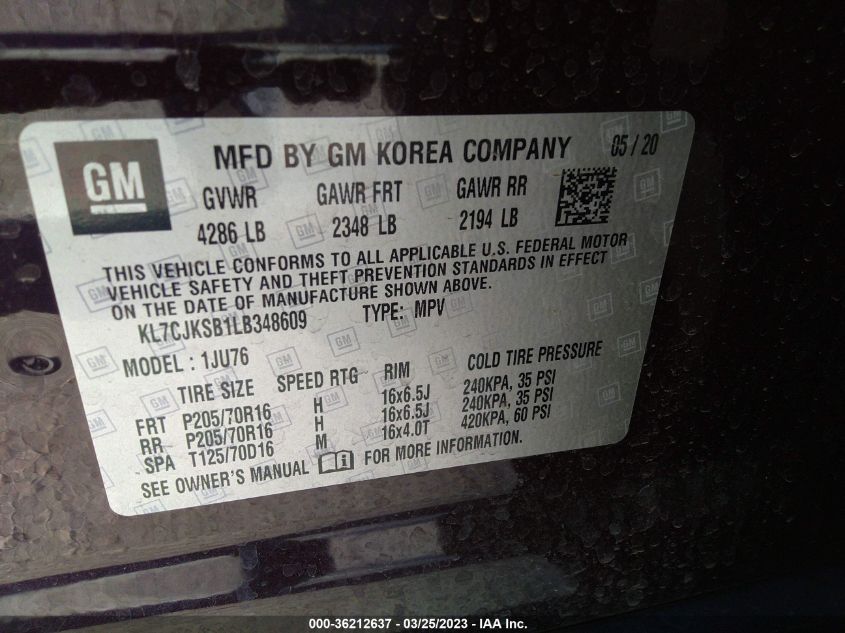 GM
MFD BY GM KOREA COMPANY 05 / 20
GVWR GAWR FRT GAWR RR
4286 LB 2348 LB 2194 LB
THIS VEHICLE CONFORMS TO ALL APPLICABLE U.S. FEDERAL MOTOR
VEHICLE SAFETY AND THEFT PREVENTION STANDARDS IN EFFECT
ON THE DATE OF MANUFACTURE SHOWN ABOVE.
KL7CJKSB1LB348609 TYPE: MPV
MODEL : 1JU76
TIRE SIZE SPEED RTG RIM COLD TIRE PRESSURE
FRT P205/70R16 H 16x6.5J 240KPA, 35 PSI
RR P205/70R16 H 16x6.5J 240KPA, 35 PSI
SPA T125/70D16 M 16x4.0T 420KPA, 60 PSI
SEE OWNER'S MANUAL FOR MORE INFORMATION.
000-36212637 - 03/25/2023 - IAA Inc.